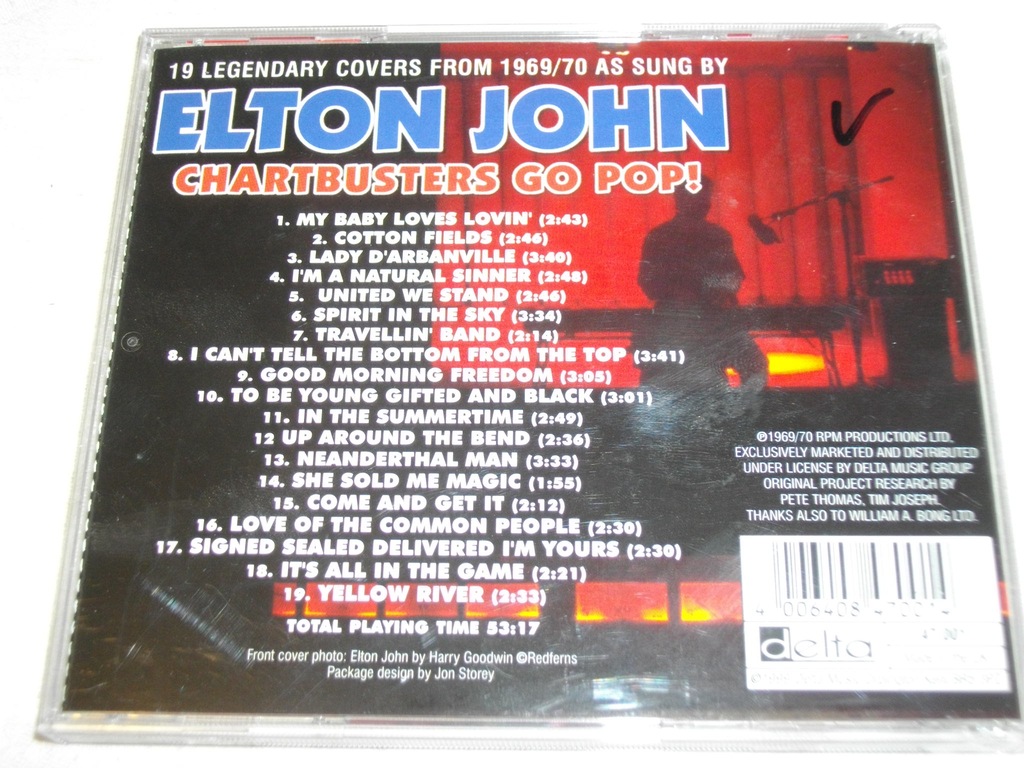 19 LEGENDARY COVERS FROM 1969/70 AS SUNG BY
ELTON JOHN
CHARTBUSTERS GO POP!
1. MY BABY LOVES LOVIN' (2:43)
2. COTTON FIELDS (2:46)
3. LADY D'ARBANVILLE (3:40)
4. I'M A NATURAL SINNER (2:48)
5. UNITED WE STAND (2:46)
6. SPIRIT IN THE SKY (3:34)
7. TRAVELLIN' BAND (2:14)
8. I CAN'T TELL THE BOTTOM FROM THE TOP (3:41)
9. GOOD MORNING FREEDOM (3:05)
10. TO BE YOUNG GIFTED AND BLACK (3:01)
11. IN THE SUMMERTIME (2:49)
12 UP AROUND THE BEND (2:36)
13. NEANDERTHAL MAN (3:33)
14. SHE SOLD ME MAGIC (1:55)
15. COME AND GET IT (2:12)
16. LOVE OF THE COMMON PEOPLE (2:30)
17. SIGNED SEALED DELIVERED I'M YOURS (2:30)
18. IT'S ALL IN THE GAME (2:21)
19. YELLOW RIVER (2:33)
TOTAL PLAYING TIME 53:17
Front cover photo: Elton John by Harry Goodwin ©Redferns
Package design by Jon Storey
℗1969/70 RPM PRODUCTIONS LTD.
EXCLUSIVELY MARKETED AND DISTRIBUTED
UNDER LICENSE BY DELTA MUSIC GROUP.
ORIGINAL PROJECT RESEARCH BY
PETE THOMAS, TIM JOSEPH.
THANKS ALSO TO WILLIAM A. BONG LTD.
4 006408 472214
delta